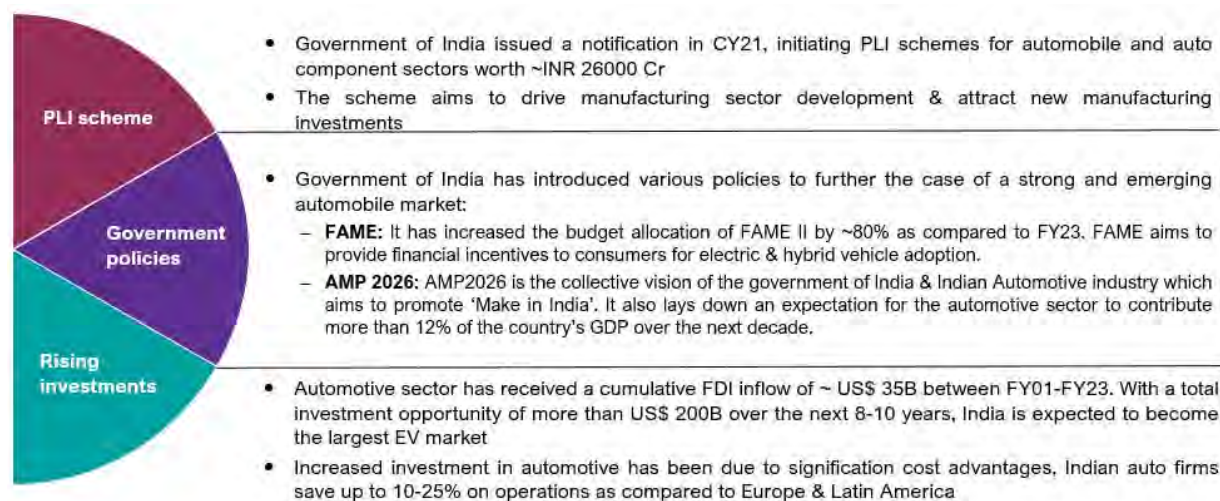 PLI scheme
• Government of India issued a notification in CY21, initiating PLI schemes for automobile and auto
component sectors worth ~INR 26000 Cr
• The scheme aims to drive manufacturing sector development & attract new manufacturing
investments
Government
policies
• Government of India has introduced various policies to further the case of a strong and emerging
automobile market:
– FAME: It has increased the budget allocation of FAME II by ~80% as compared to FY23. FAME aims to
provide financial incentives to consumers for electric & hybrid vehicle adoption.
– AMP 2026: AMP2026 is the collective vision of the government of India & Indian Automotive industry which
aims to promote ‘Make in India’. It also lays down an expectation for the automotive sector to contribute
more than 12% of the country’s GDP over the next decade.
Rising
investments
• Automotive sector has received a cumulative FDI inflow of ~ US$ 35B between FY01-FY23. With a total
investment opportunity of more than US$ 200B over the next 8-10 years, India is expected to become
the largest EV market
• Increased investment in automotive has been due to signification cost advantages, Indian auto firms
save up to 10-25% on operations as compared to Europe & Latin America